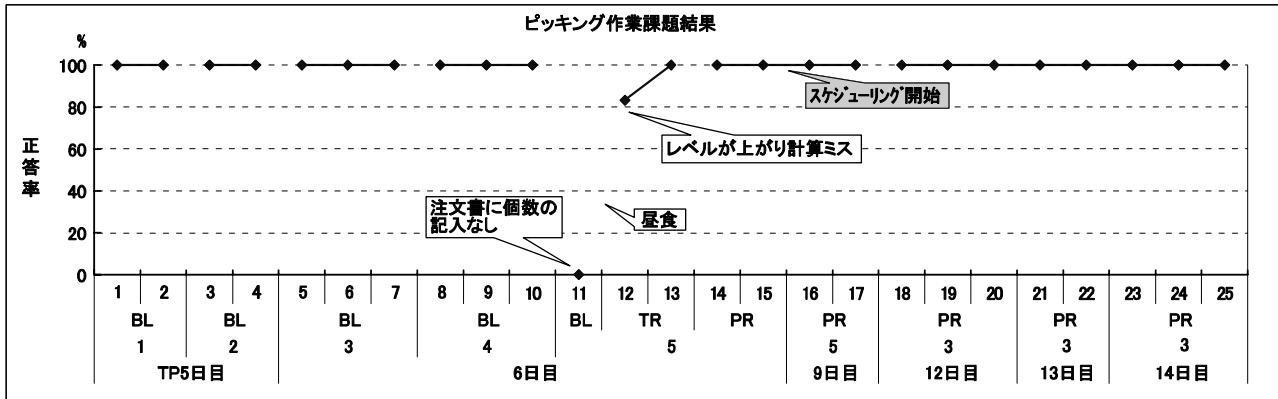 ピッキング作業課題結果
%
100
80
60
40
20
0
正答率
スケジューリング開始
レベルが上がり計算ミス
注文書に個数の
記入なし
昼食
1 2 3 4 5 6 7 8 9 10 11 12 13 14 15 16 17 18 19 20 21 22 23 24 25
BL BL BL BL BL TR PR PR PR PR PR
1 2 3 4 5 5 3 3 3
TP5日目 6日目 9日目 12日目 13日目 14日目